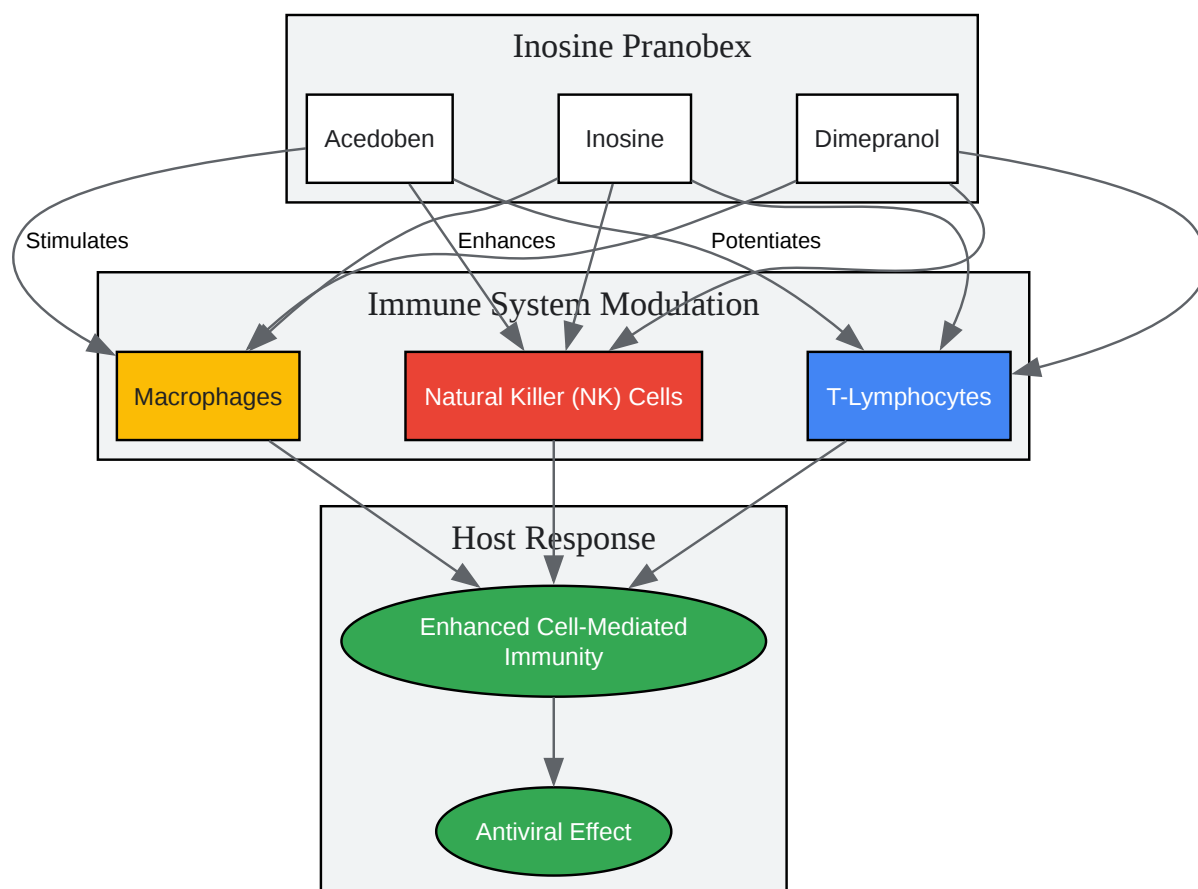 Inosine Pranobex
Acedoben
Inosine
Dimepranol
Stimulates
Enhances
Potentiates
Immune System Modulation
Macrophages
Natural Killer (NK) Cells
T-Lymphocytes
Host Response
Enhanced Cell-Mediated
Immunity
Antiviral Effect